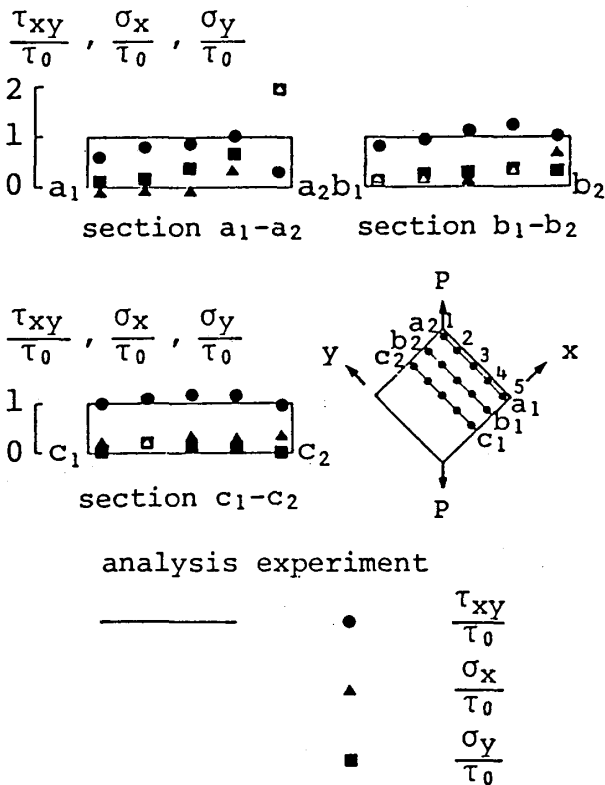 τxy/τ0 , σx/τ0 , σy/τ0
2
1
0
a1 a2 b1 b2
section a1-a2 section b1-b2
τxy/τ0 , σx/τ0 , σy/τ0
1
0
c1 c2
section c1-c2
P
a2 1
b2 2
c2 3
y x
4
5
a1
b1
c1
P
analysis experiment
τxy/τ0
σx/τ0
σy/τ0